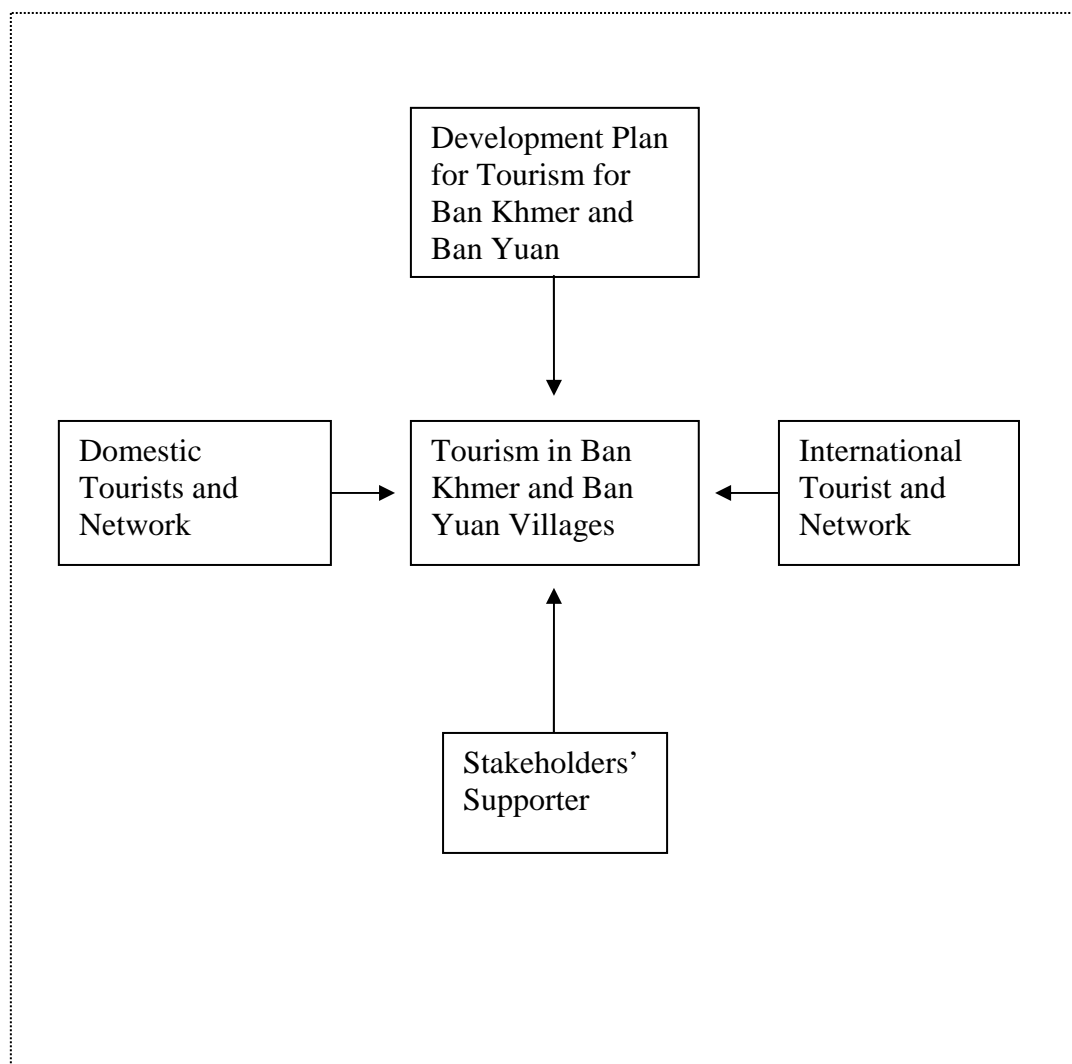 Development Plan
for Tourism for
Ban Khmer and
Ban Yuan
Domestic
Tourists and
Network
Tourism in Ban
Khmer and Ban
Yuan Villages
International
Tourist and
Network
Stakeholders’
Supporter